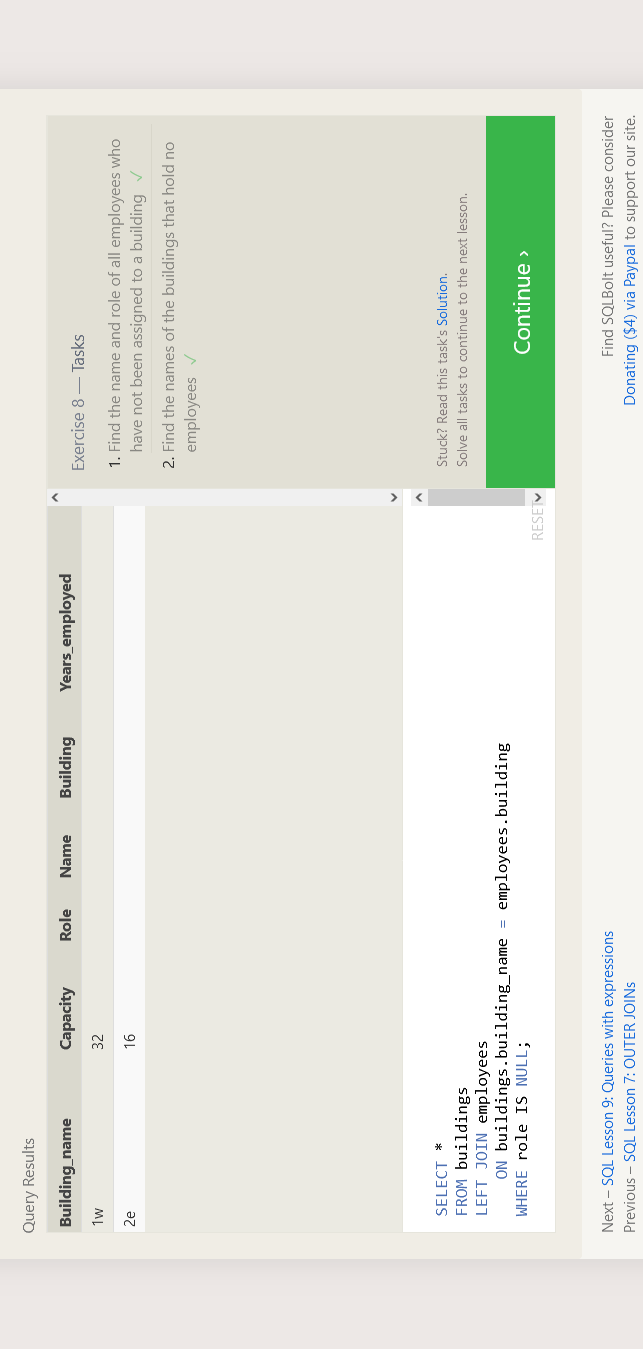 Query Results
Building_name Capacity Role Name Building Years_employed
1w 32
2e 16
SELECT *
FROM buildings
LEFT JOIN employees
ON buildings.building_name = employees.building
WHERE role IS NULL;
RESET
Exercise 8 — Tasks
1. Find the name and role of all employees who
have not been assigned to a building ✓
2. Find the names of the buildings that hold no
employees ✓
Stuck? Read this task's Solution.
Solve all tasks to continue to the next lesson.
Continue ›
Next – SQL Lesson 9: Queries with expressions
Previous – SQL Lesson 7: OUTER JOINs
Find SQLBolt useful? Please consider
Donating ($4) via Paypal to support our site.